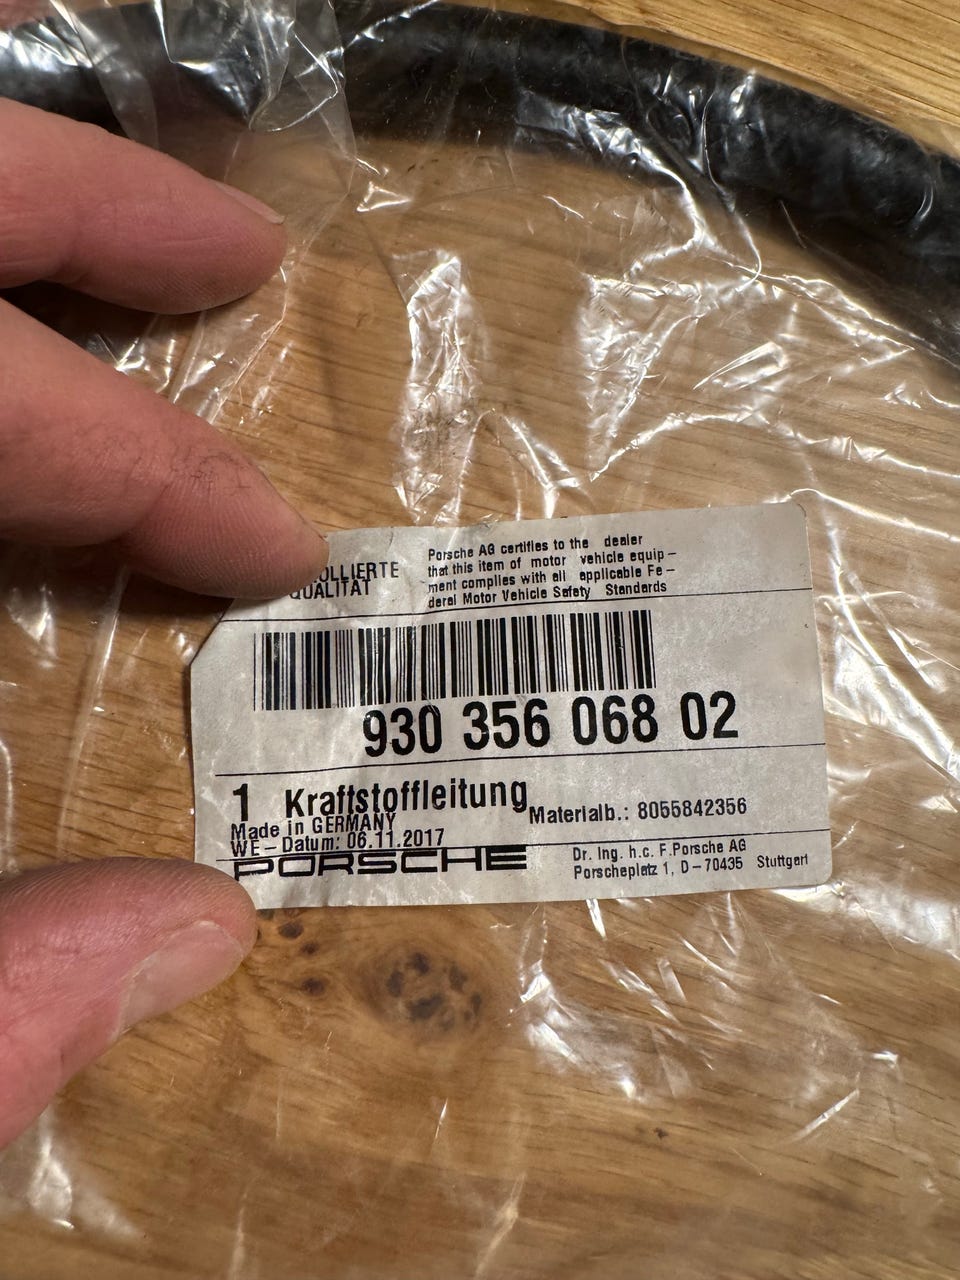 OLLIERTE
QUALITAT
Porsche AG certifies to the dealer
that this item of motor vehicle equip–
ment complies with all applicable Fe–
deral Motor Vehicle Safety Standards
930 356 068 02
1 Kraftstoffleitung
Materialb.: 8055842356
Made in GERMANY
WE–Datum: 06.11.2017
PORSCHE
Dr. Ing. h.c. F.Porsche AG
Porscheplatz 1, D–70435 Stuttgart